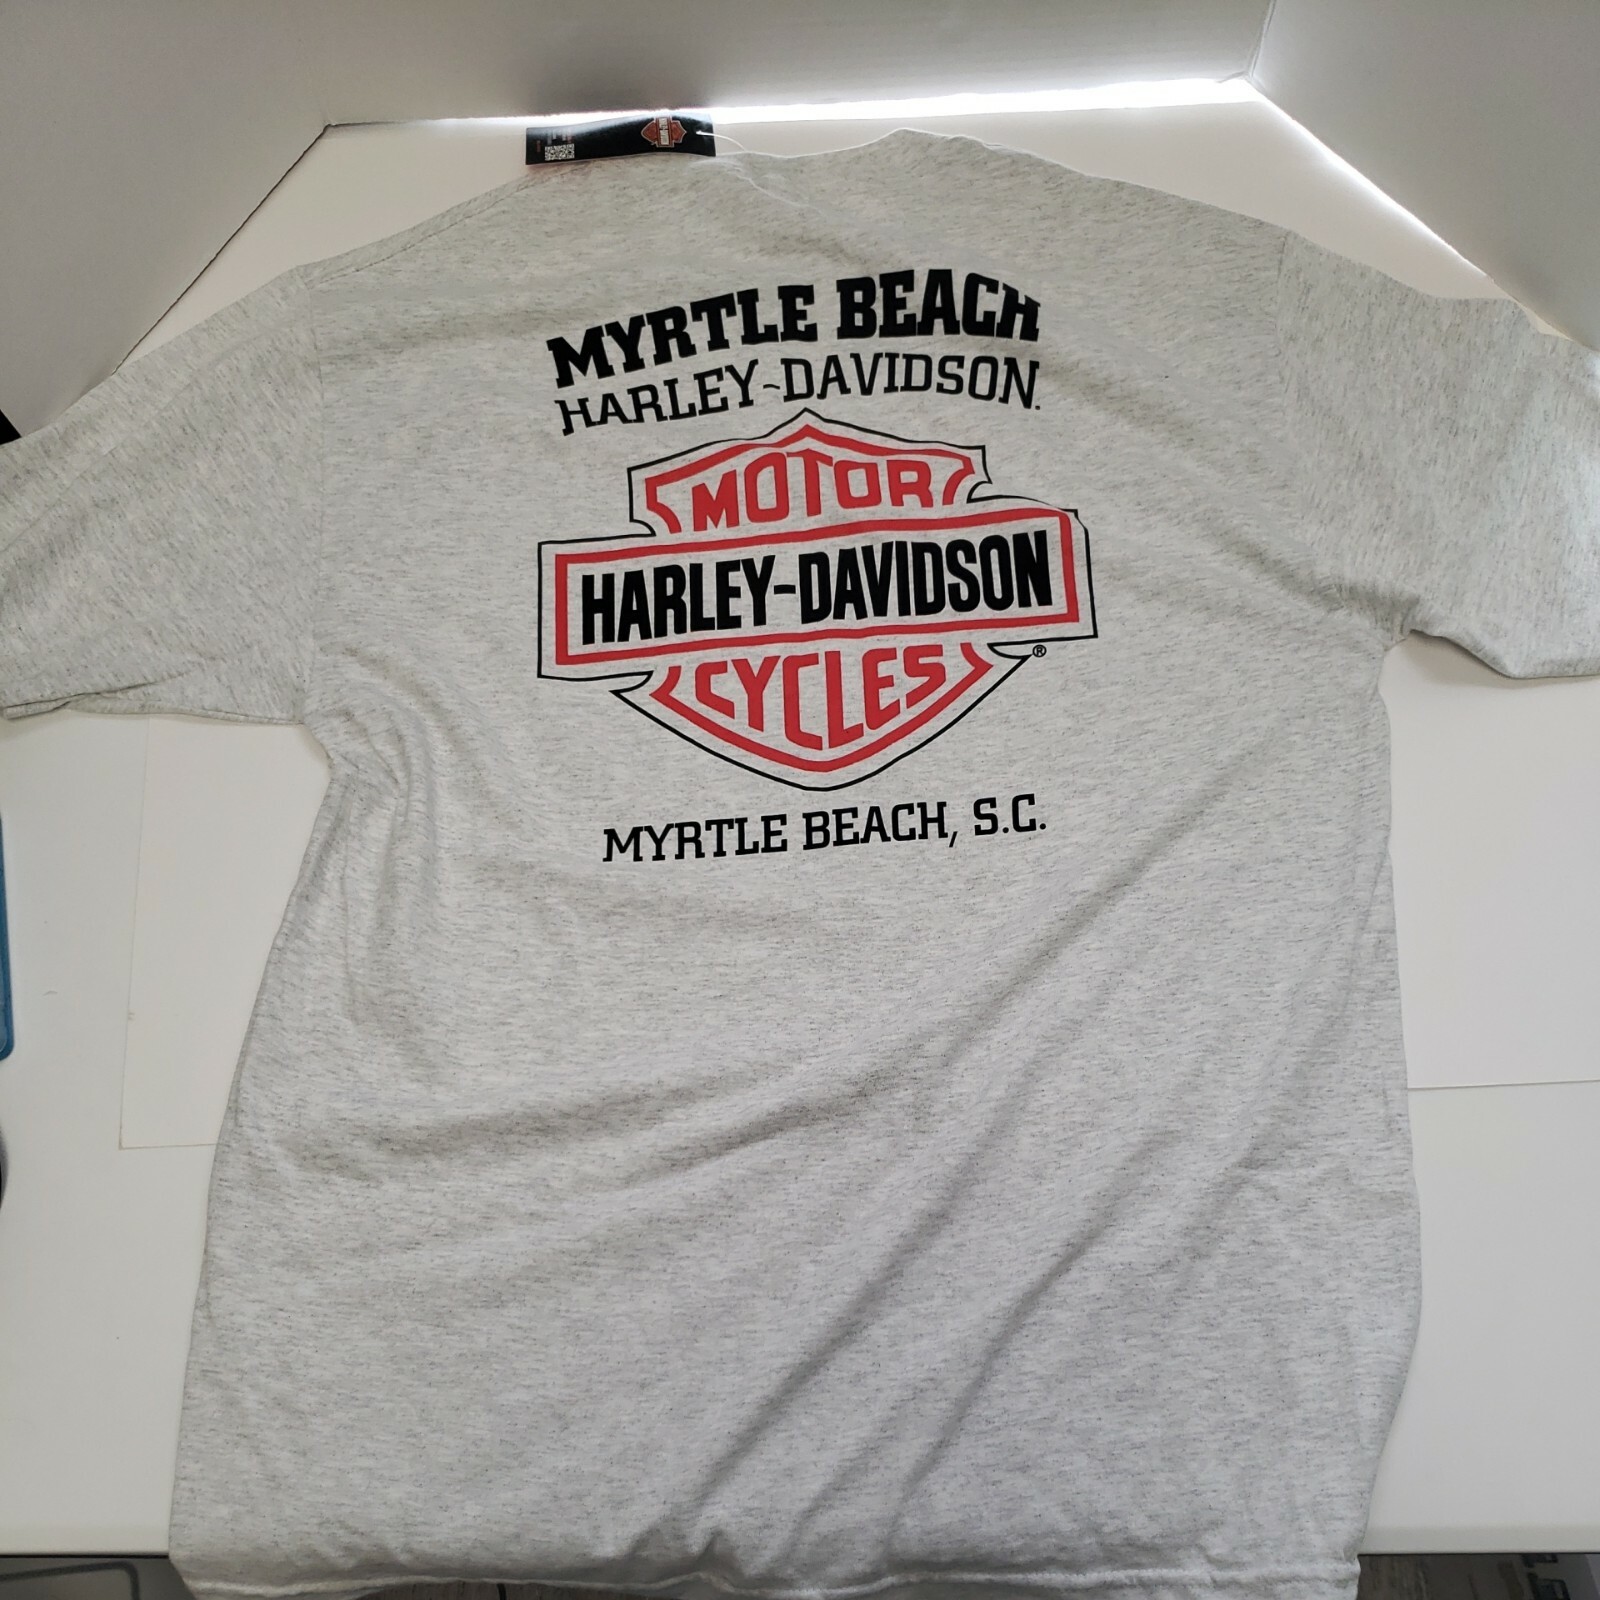 MYRTLE BEACH
HARLEY-DAVIDSON.
MOTOR
HARLEY-DAVIDSON
CYCLES
®
MYRTLE BEACH, S.C.